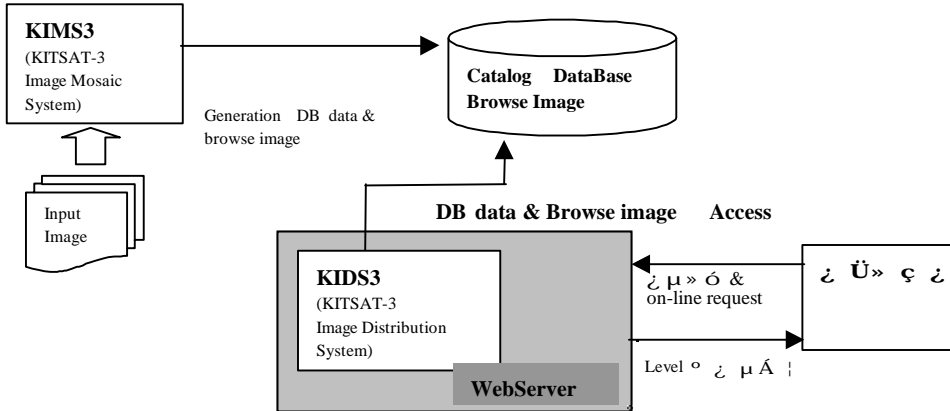 KIMS3
(KITSAT-3
Image Mosaic
System)
Generation DB data &
browse image
Catalog DataBase
Browse Image
Input
Image
DB data & Browse image Access
KIDS3
(KITSAT-3
Image Distribution
System)
WebServer
¿ µ » ó &
on-line request
¿ Ü» ç ¿
Level º ¿ µ Á ¦